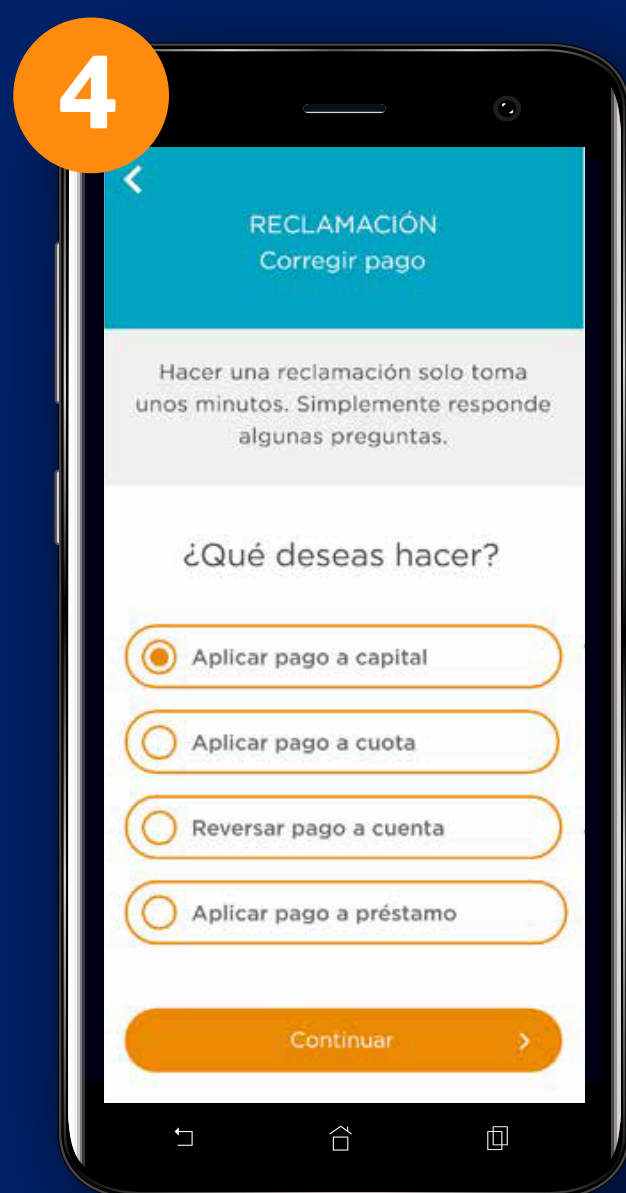 4
RECLAMACIÓN
Corregir pago
Hacer una reclamación solo toma
unos minutos. Simplemente responde
algunas preguntas.
¿Qué deseas hacer?
Aplicar pago a capital
Aplicar pago a cuota
Reversar pago a cuenta
Aplicar pago a préstamo
Continuar